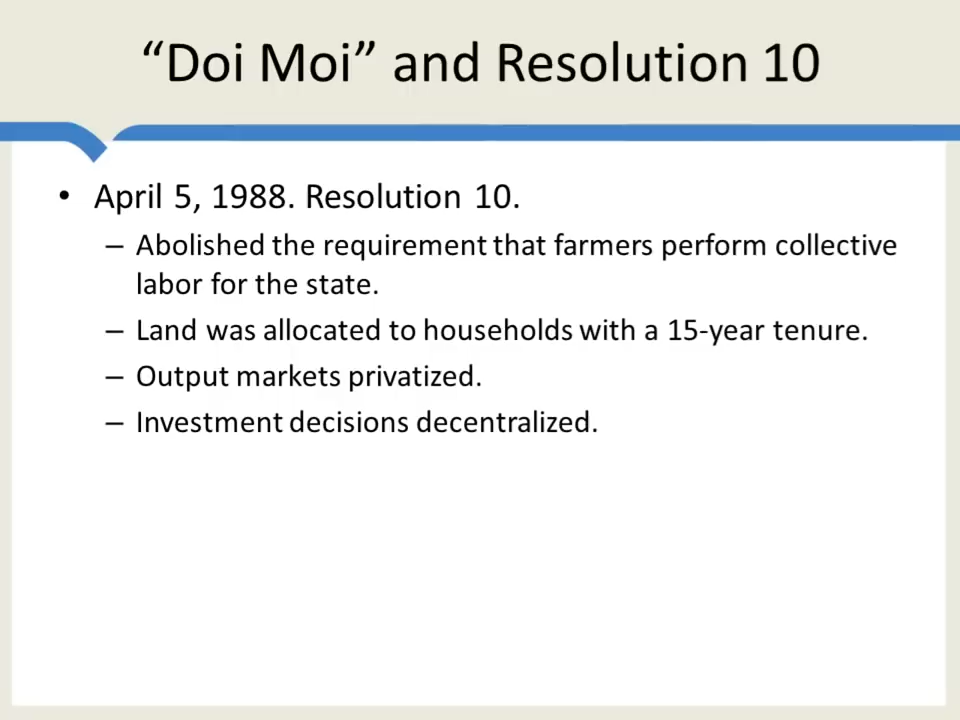 “Doi Moi” and Resolution 10
• April 5, 1988. Resolution 10.
– Abolished the requirement that farmers perform collective
labor for the state.
– Land was allocated to households with a 15-year tenure.
– Output markets privatized.
– Investment decisions decentralized.